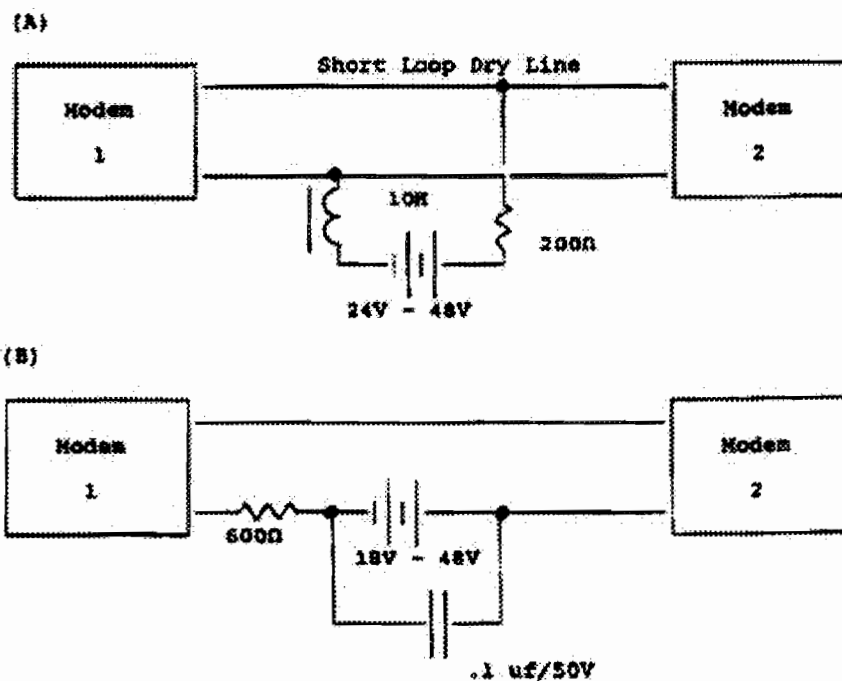 (A)
Short Loop Dry Line
Modem
1
Modem
2
10H
200Ω
24V - 48V
(B)
Modem
1
Modem
2
600Ω
18V - 48V
.1 uf/50V